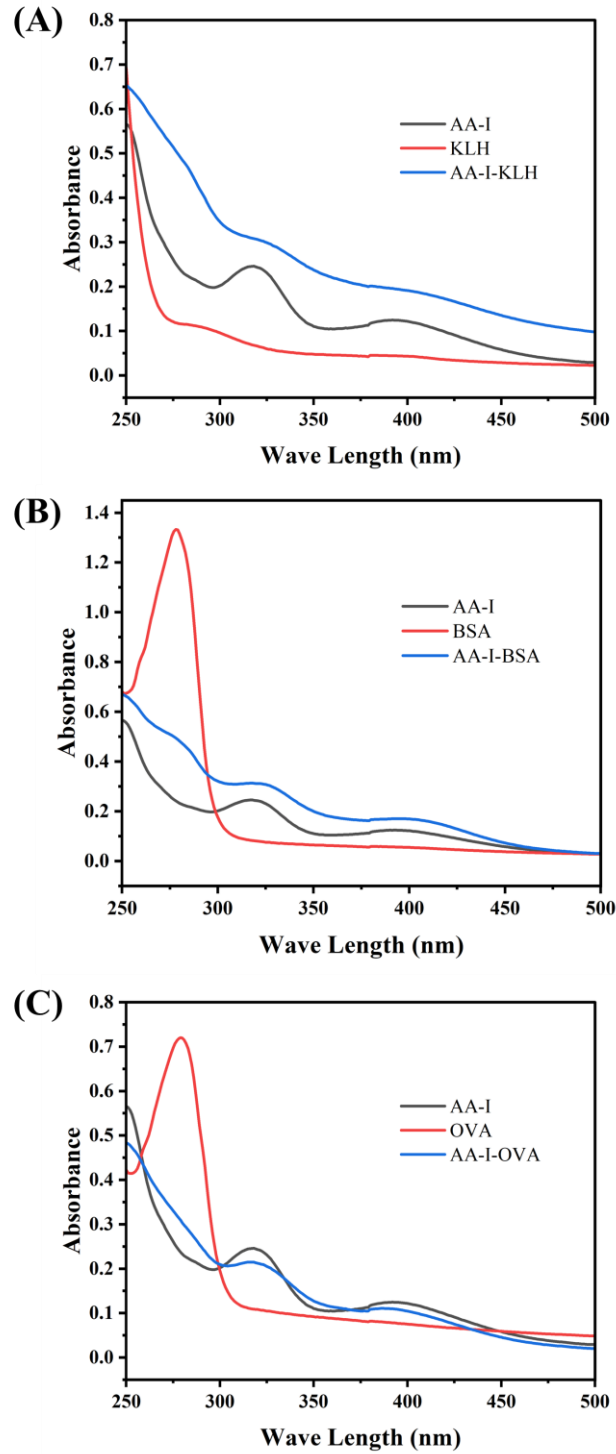 (A)
0.8
0.7
0.6
0.5
0.4
0.3
0.2
0.1
0.0
Absorbance
AA-I
KLH
AA-I-KLH
250 300 350 400 450 500
Wave Length (nm)
(B)
1.4
1.2
1.0
0.8
0.6
0.4
0.2
0.0
Absorbance
AA-I
BSA
AA-I-BSA
250 300 350 400 450 500
Wave Length (nm)
(C)
0.8
0.7
0.6
0.5
0.4
0.3
0.2
0.1
0.0
Absorbance
AA-I
OVA
AA-I-OVA
250 300 350 400 450 500
Wave Length (nm)